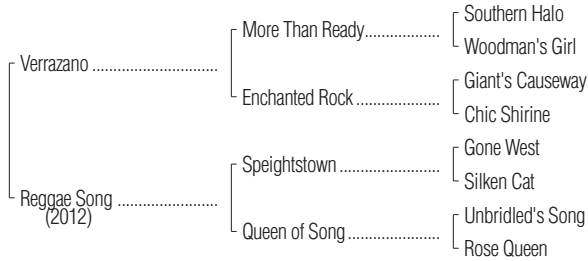 Southern Halo
More Than Ready
Woodman's Girl
Verrazano
Giant's Causeway
Enchanted Rock
Chic Shirine
Gone West
Speightstown
Silken Cat
Reggae Song
(2012)
Unbridled's Song
Queen of Song
Rose Queen